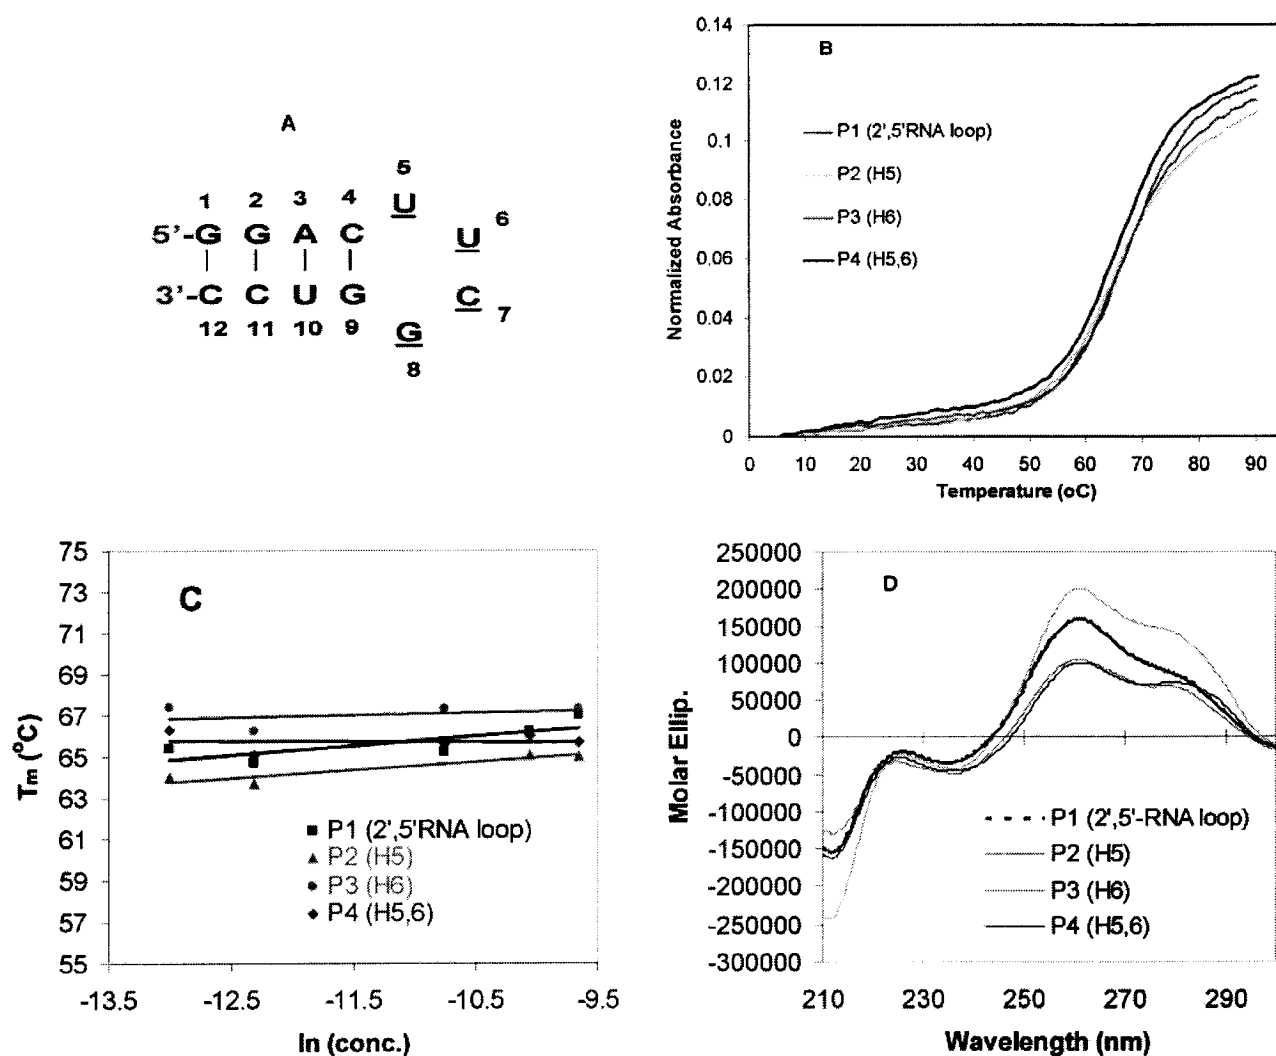 A
1 2 3 4 5 6
5'-G G A C U U
3'-C C U G G C
12 11 10 9 8 7
B
Normalized Absorbance
0.14
0.12
0.1
0.08
0.06
0.04
0.02
0
P1 (2',5'RNA loop)
P2 (H5)
P3 (H6)
P4 (H5,6)
0 10 20 30 40 50 60 70 80 90
Temperature (oC)
C
Tm (°C)
75
73
71
69
67
65
63
61
59
57
55
P1 (2',5'RNA loop)
P2 (H5)
P3 (H6)
P4 (H5,6)
-13.5 -12.5 -11.5 -10.5 -9.5
ln (conc.)
D
Molar Ellip.
250000
200000
150000
100000
50000
0
-50000
-100000
-150000
-200000
-250000
-300000
P1 (2',5'-RNA loop)
P2 (H5)
P3 (H6)
P4 (H5,6)
210 230 250 270 290
Wavelength (nm)